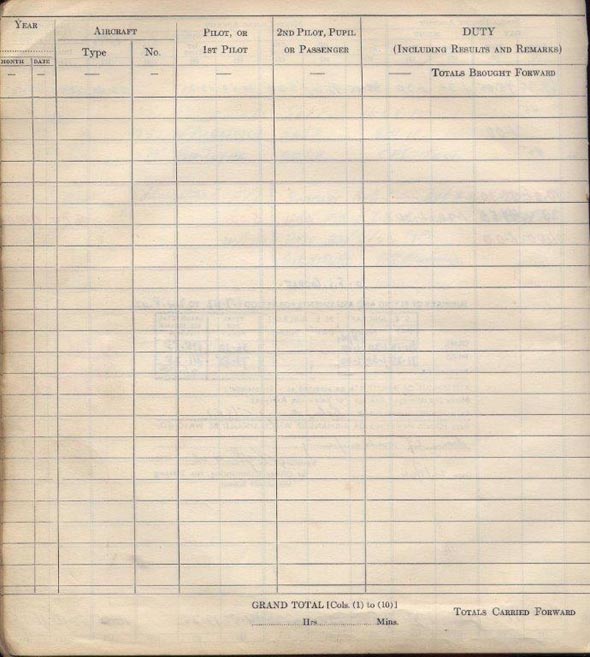 YEAR
AIRCRAFT
PILOT, OR
1ST PILOT
2ND PILOT, PUPIL
OR PASSENGER
DUTY
(INCLUDING RESULTS AND REMARKS)
MONTH DATE Type No.
— — — — — — — TOTALS BROUGHT FORWARD
GRAND TOTAL [Cols. (1) to (10)]
TOTALS CARRIED FORWARD
............Hrs...............Mins.